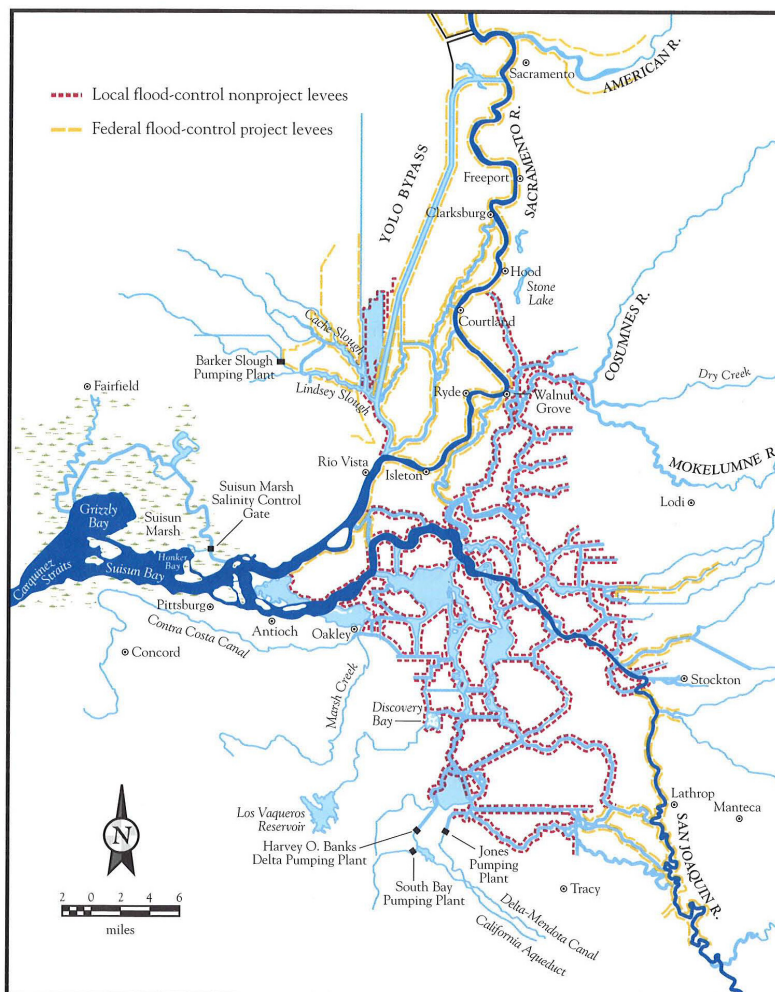 Sacramento
AMERICAN R.
Local flood-control nonproject levees
Federal flood-control project levees
YOLO BYPASS
SACRAMENTO R.
Freeport
Clarksburg
Hood
Stone
Lake
Courtland
COSUMNES R.
Cache Slough
Barker Slough
Pumping Plant
Lindsey Slough
Fairfield
Ryde
Walnut
Grove
Dry Creek
MOKELUMNE R.
Rio Vista
Isleton
Lodi
Suisun Marsh
Salinity Control
Gate
Grizzly
Bay
Suisun
Marsh
Honker
Bay
Suisun Bay
Carquinez
Straits
Pittsburg
Antioch
Oakley
Contra Costa Canal
Concord
Marsh Creek
Stockton
Discovery
Bay
Lathrop
Manteca
SAN JOAQUIN R.
Los Vaqueros
Reservoir
Harvey O. Banks
Delta Pumping Plant
Jones
Pumping
Plant
South Bay
Pumping Plant
Tracy
Delta-Mendota Canal
California Aqueduct
N
2 0 2 4 6
miles